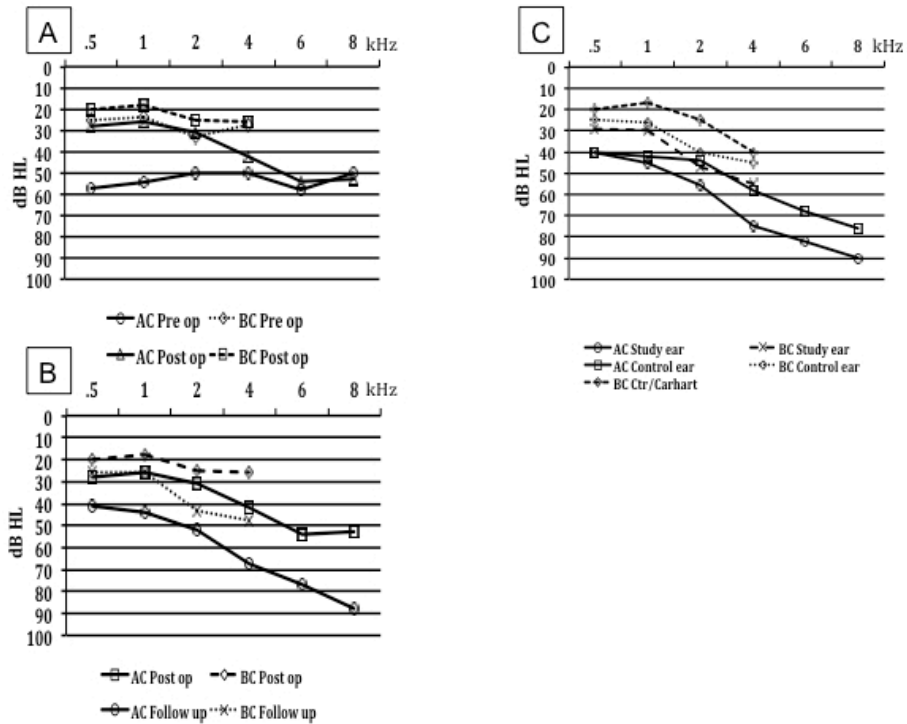 A
.5 1 2 4 6 8 kHz
0
10
20
30
40
50
60
70
80
90
100
dB HL
AC Pre op BC Pre op
AC Post op BC Post op
B
.5 1 2 4 6 8 kHz
0
10
20
30
40
50
60
70
80
90
100
dB HL
AC Post op BC Post op
AC Follow up BC Follow up
C
.5 1 2 4 6 8 kHz
0
10
20
30
40
50
60
70
80
90
100
dB HL
AC Study ear BC Study ear
AC Control ear BC Control ear
BC Ctr/Carhart